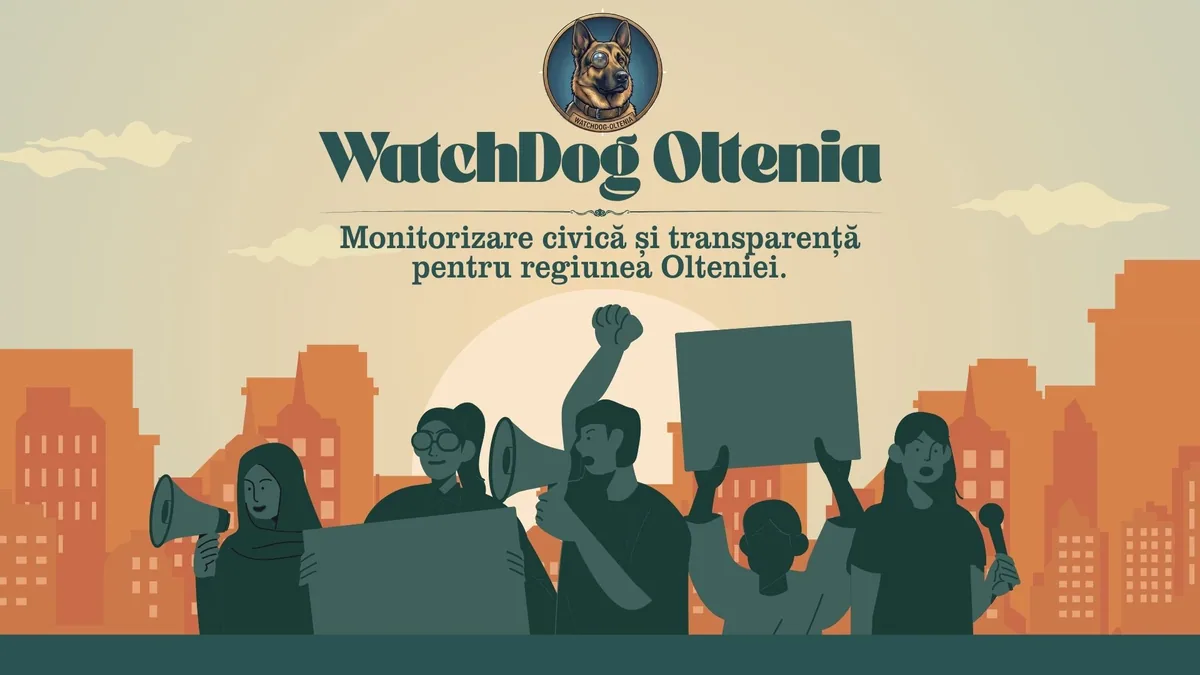 WATCHDOG-OLTENIA
WatchDog Oltenia
Monitorizare civică și transparență
pentru regiunea Olteniei.